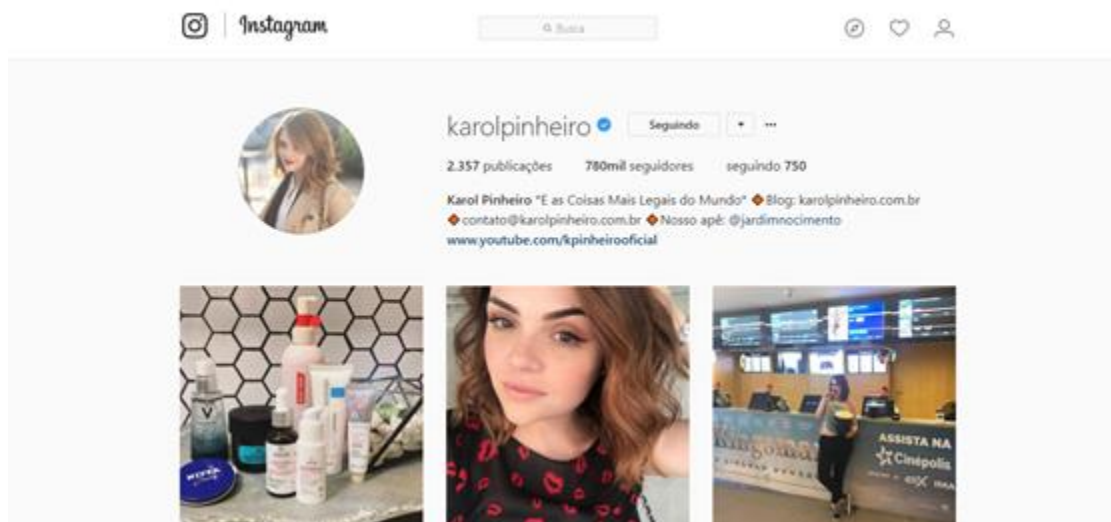 Instagram
Busca
karolpinheiro Seguindo
2.357 publicações 780mil seguidores seguindo 750
Karol Pinheiro "E as Coisas Mais Legais do Mundo" 🔶Blog: karolpinheiro.com.br
🔶contato@karolpinheiro.com.br 🔶Nosso apê: @jardimnocimento
www.youtube.com/kpinheirooficial
V
NIVEA
ASSISTA NA
Cinépolis